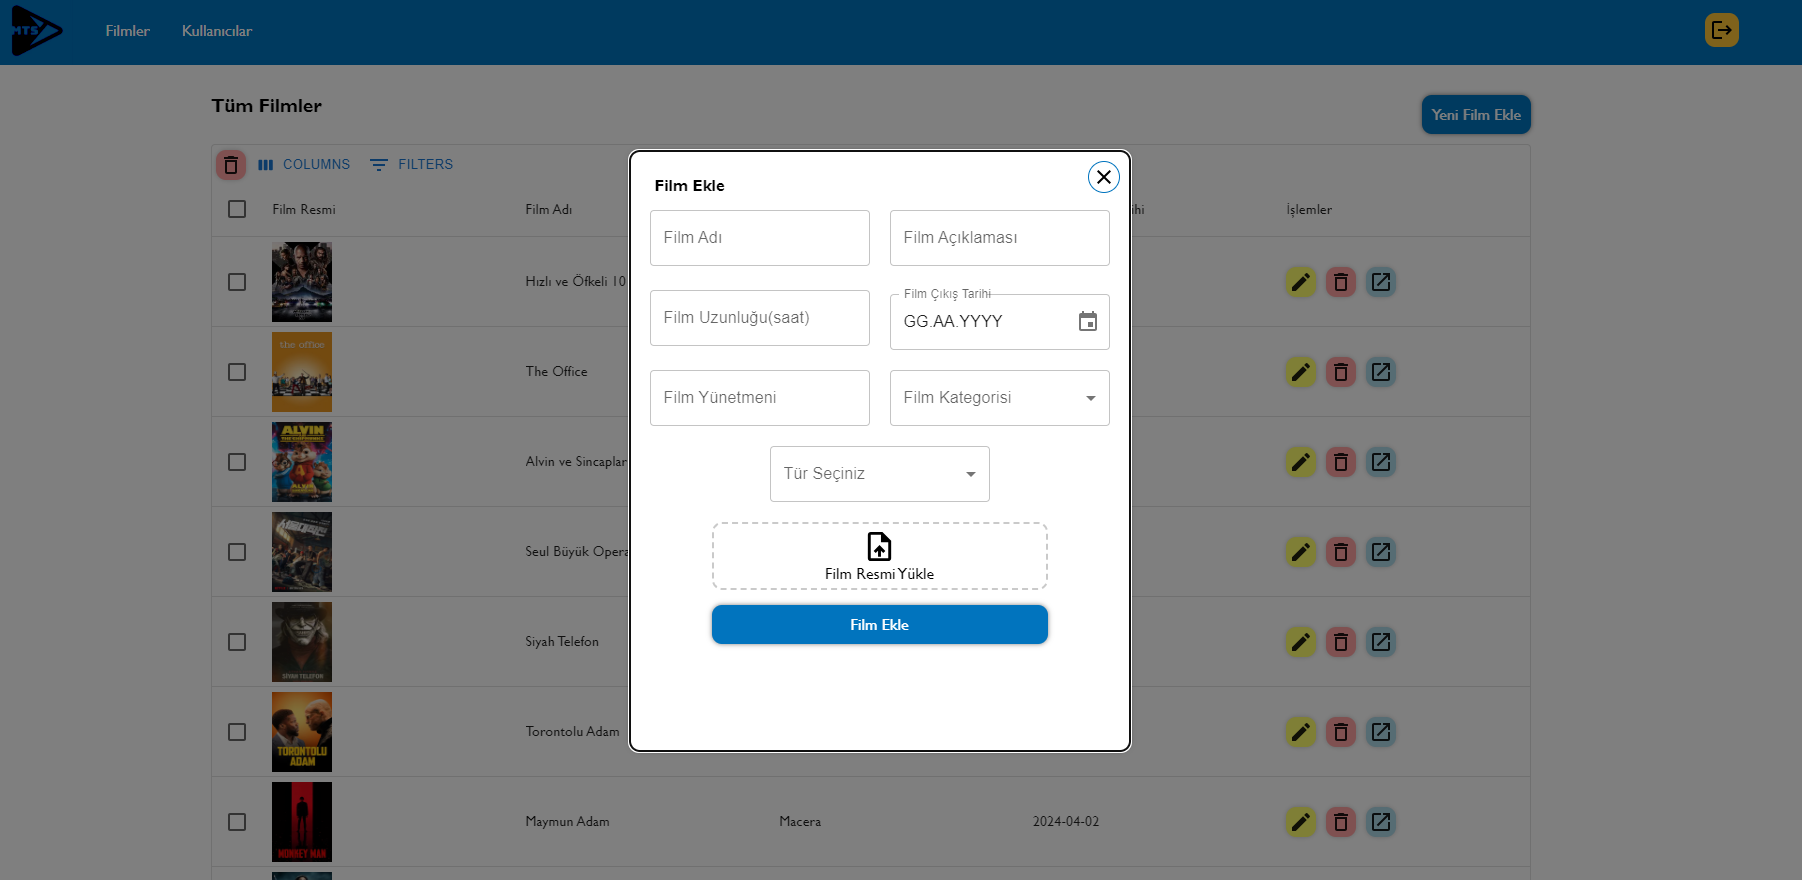 MTS
Filmler
Kullanıcılar
Tüm Filmler
Yeni Film Ekle
COLUMNS
FILTERS
Film Ekle
Film Resmi
Film Adı
ihi
İşlemler
Film Adı
Film Açıklaması
Hızlı ve Öfkeli 10
Film Uzunluğu(saat)
Film Çıkış Tarihi
GG.AA.YYYY
the office
The Office
Film Yünetmeni
Film Kategorisi
ALVIN
Alvin ve Sincaplar
Tür Seçiniz
Seul Büyük Opera
Film Resmi Yükle
Film Ekle
Siyah Telefon
SİYAH TELEFON
Torontolu Adam
TORONTOLU
ADAM
Maymun Adam
Macera
2024-04-02
MONKEY MAN